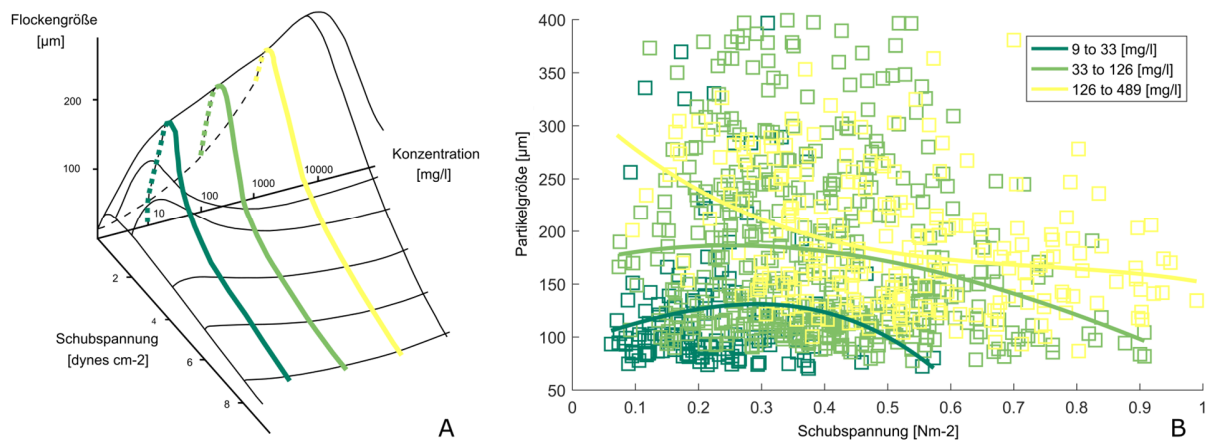 Flockengröße
[µm]
200
100
Konzentration
[mg/l]
10
100
1000
10000
2
4
6
8
Schubspannung
[dynes cm-2]
A
400
350
300
250
200
150
100
50
Partikelgröße [µm]
9 to 33 [mg/l]
33 to 126 [mg/l]
126 to 489 [mg/l]
0
0.1
0.2
0.3
0.4
0.5
0.6
0.7
0.8
0.9
1
Schubspannung [Nm-2]
B